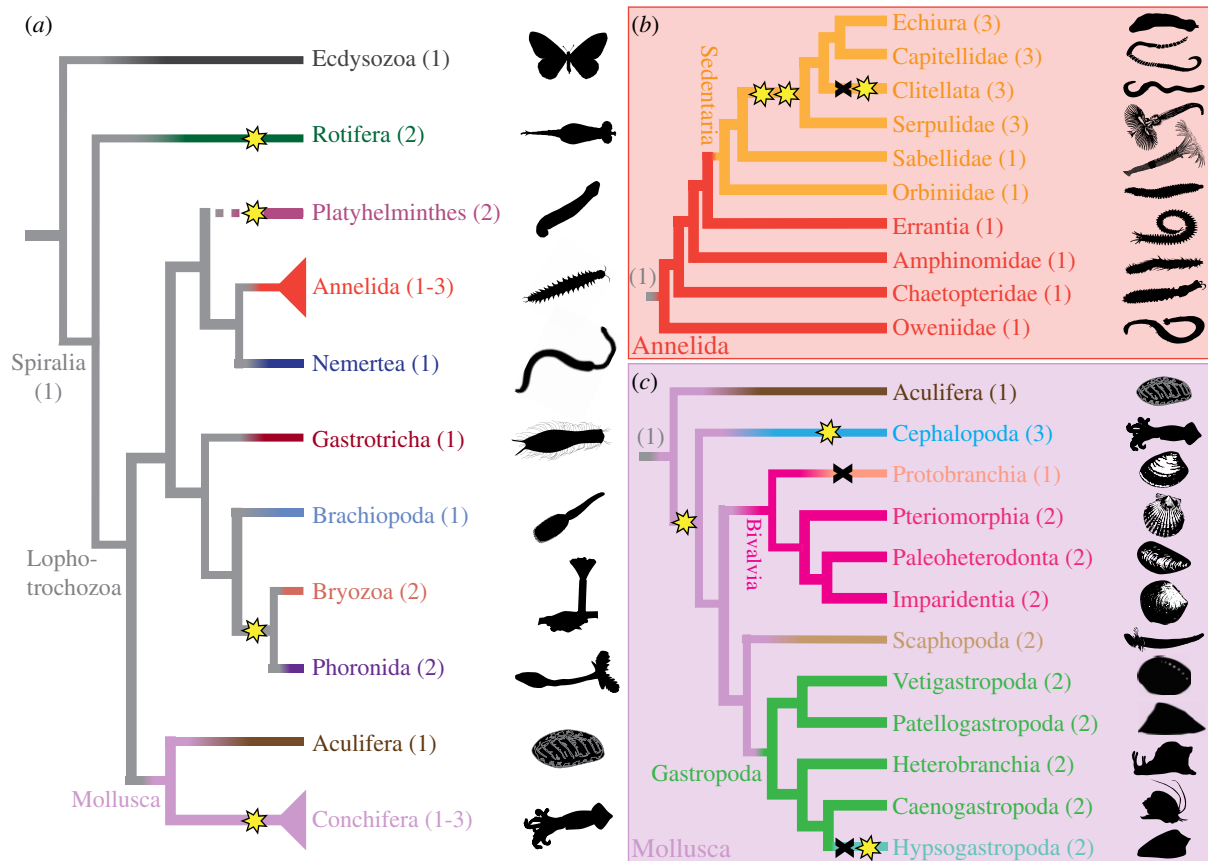 (a)
Ecdysozoa (1)
Rotifera (2)
Platyhelminthes (2)
Annelida (1-3)
Nemertea (1)
Spiralia
(1)
Gastrotricha (1)
Brachiopoda (1)
Lopho-
trochozoa
Bryozoa (2)
Phoronida (2)
Aculifera (1)
Mollusca
Conchifera (1-3)
(b)
Sedentaria
Echiura (3)
Capitellidae (3)
Clitellata (3)
Serpulidae (3)
Sabellidae (1)
Orbiniidae (1)
Errantia (1)
Amphinomidae (1)
(1)
Chaetopteridae (1)
Oweniidae (1)
Annelida
(c)
Aculifera (1)
(1)
Cephalopoda (3)
Protobranchia (1)
Bivalvia
Pteriomorphia (2)
Paleoheterodonta (2)
Imparidentia (2)
Scaphopoda (2)
Vetigastropoda (2)
Patellogastropoda (2)
Gastropoda
Heterobranchia (2)
Caenogastropoda (2)
Hypsogastropoda (2)
Mollusca